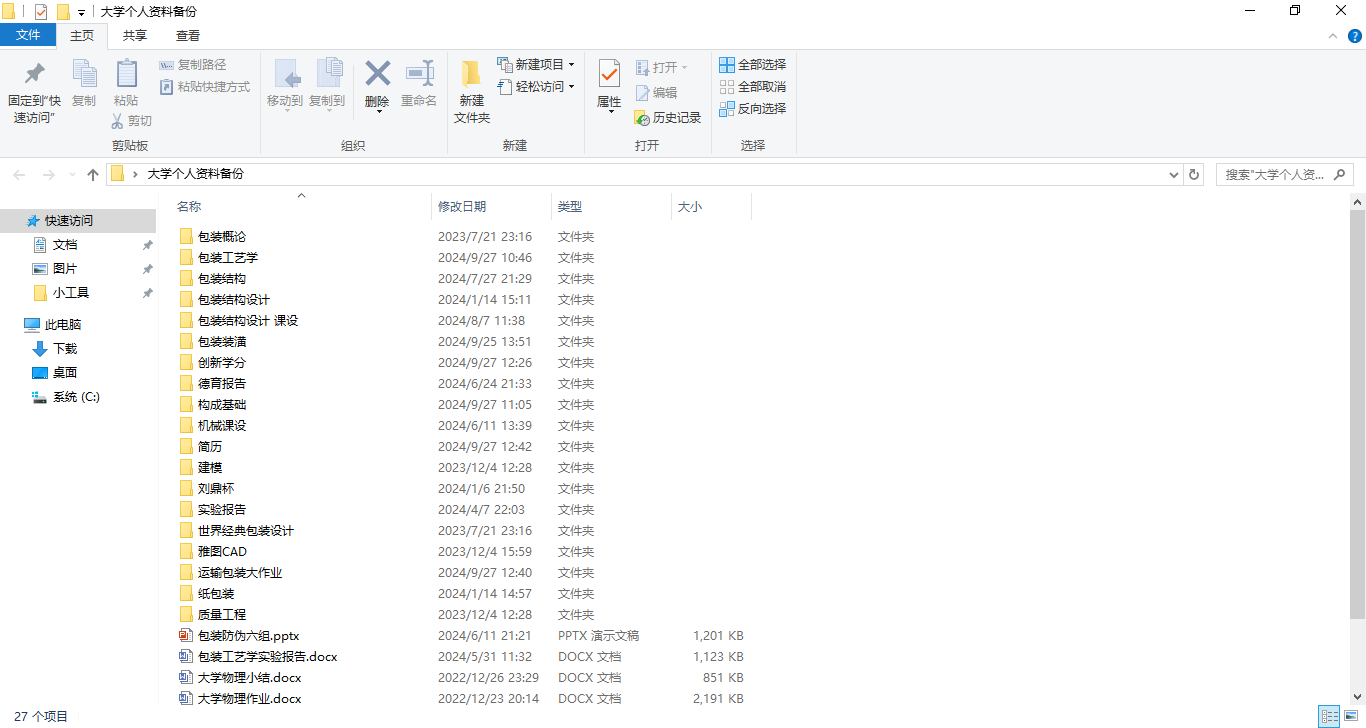 大学个人资料备份
文件 主页 共享 查看
固定到"快速访问"
复制
粘贴
复制路径
粘贴快捷方式
剪切
剪贴板
移动到
复制到
删除
重命名
组织
新建文件夹
新建项目
轻松访问
新建
属性
打开
编辑
历史记录
打开
全部选择
全部取消
反向选择
选择
大学个人资料备份
搜索"大学个人资...
快速访问
文档
图片
小工具
此电脑
下载
桌面
系统 (C:)
名称 修改日期 类型 大小
包装概论 2023/7/21 23:16 文件夹
包装工艺学 2024/9/27 10:46 文件夹
包装结构 2024/7/27 21:29 文件夹
包装结构设计 2024/1/14 15:11 文件夹
包装结构设计 课设 2024/8/7 11:38 文件夹
包装装潢 2024/9/25 13:51 文件夹
创新学分 2024/9/27 12:26 文件夹
德育报告 2024/6/24 21:33 文件夹
构成基础 2024/9/27 11:05 文件夹
机械课设 2024/6/11 13:39 文件夹
简历 2024/9/27 12:42 文件夹
建模 2023/12/4 12:28 文件夹
刘鼎杯 2024/1/6 21:50 文件夹
实验报告 2024/4/7 22:03 文件夹
世界经典包装设计 2023/7/21 23:16 文件夹
雅图CAD 2023/12/4 15:59 文件夹
运输包装大作业 2024/9/27 12:40 文件夹
纸包装 2024/1/14 14:57 文件夹
质量工程 2023/12/4 12:28 文件夹
包装防伪六组.pptx 2024/6/11 21:21 PPTX 演示文稿 1,201 KB
包装工艺学实验报告.docx 2024/5/31 11:32 DOCX 文档 1,123 KB
大学物理小结.docx 2022/12/26 23:29 DOCX 文档 851 KB
大学物理作业.docx 2022/12/23 20:14 DOCX 文档 2,191 KB
27 个项目